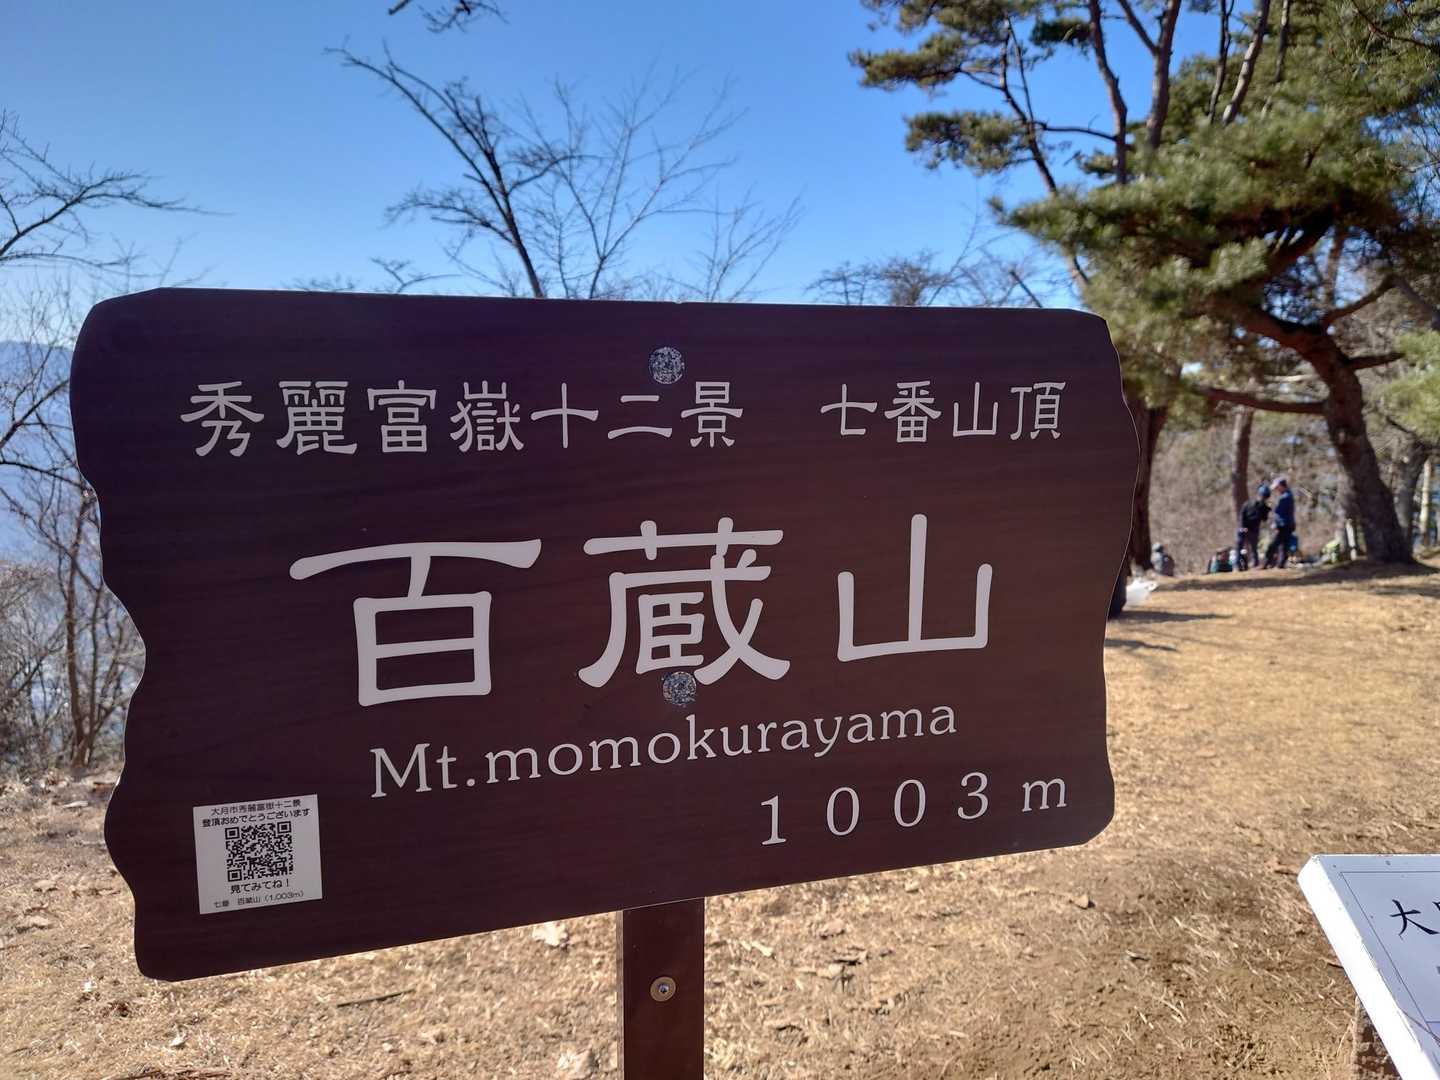 秀麗富嶽十二景　七番山頂
百蔵山
Mt.momokurayama
1003m
大月市秀麗富嶽十二景
登頂おめでとうございます
見てみてね！
七番　百蔵山（1,003m）
大